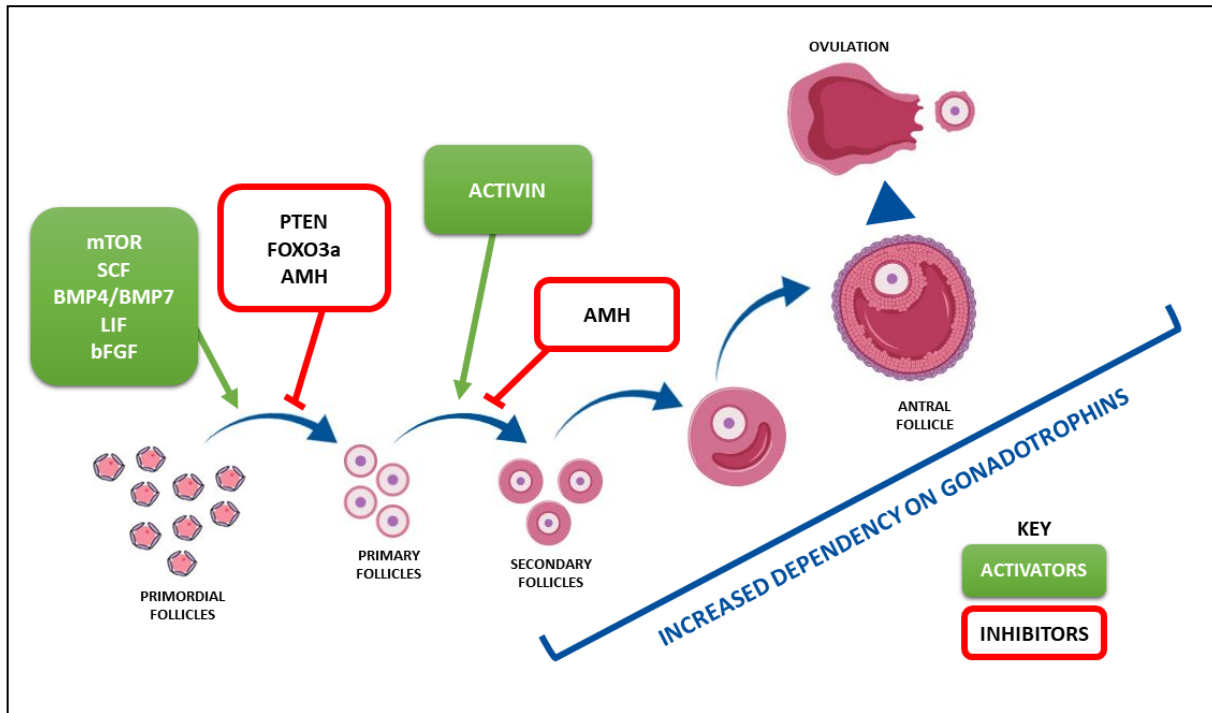 OVULATION
ACTIVIN
mTOR
SCF
BMP4/BMP7
LIF
bFGF
PTEN
FOXO3a
AMH
AMH
ANTRAL
FOLLICLE
PRIMORDIAL
FOLLICLES
PRIMARY
FOLLICLES
SECONDARY
FOLLICLES
INCREASED DEPENDENCY ON GONADOTROPHINS
KEY
ACTIVATORS
INHIBITORS